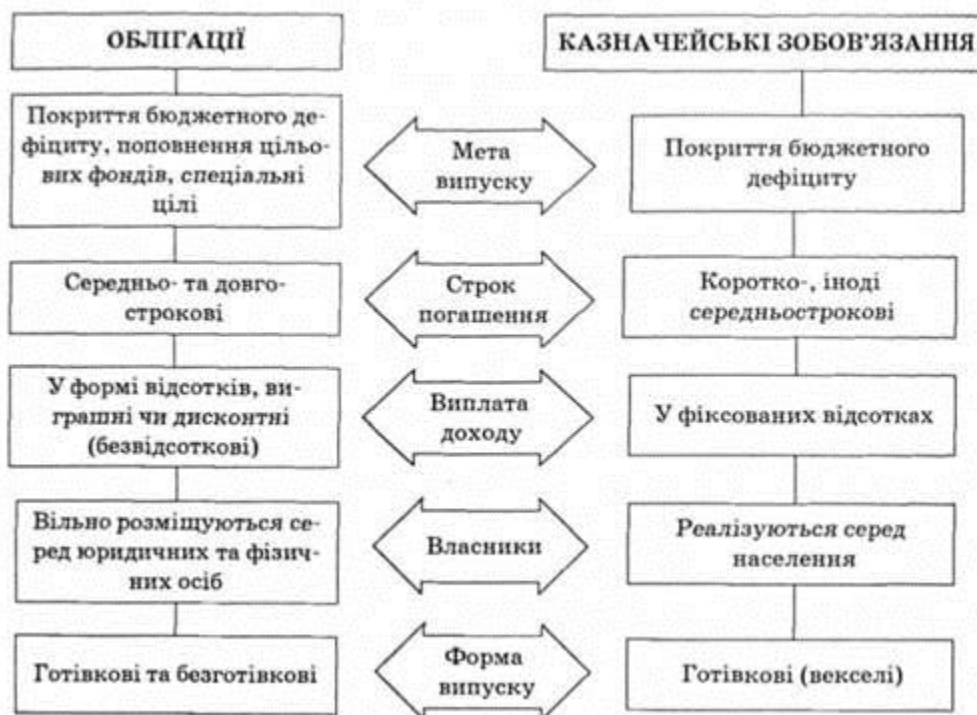 ОБЛІГАЦІЇ
КАЗНАЧЕЙСЬКІ ЗОБОВ’ЯЗАННЯ
Покриття бюджетного де-
фіциту, поповнення цільо-
вих фондів, спеціальні
цілі
Мета
випуску
Покриття бюджетного
дефіциту
Середньо- та довго-
строкові
Строк
погашення
Коротко-, іноді
середньострокові
У формі відсотків, ви-
грашні чи дисконтні
(безвідсоткові)
Виплата
доходу
У фіксованих відсотках
Вільно розміщуються се-
ред юридичних та фізич-
них осіб
Власники
Реалізуються серед
населення
Готівкові та безготівкові
Форма
випуску
Готівкові (векселі)